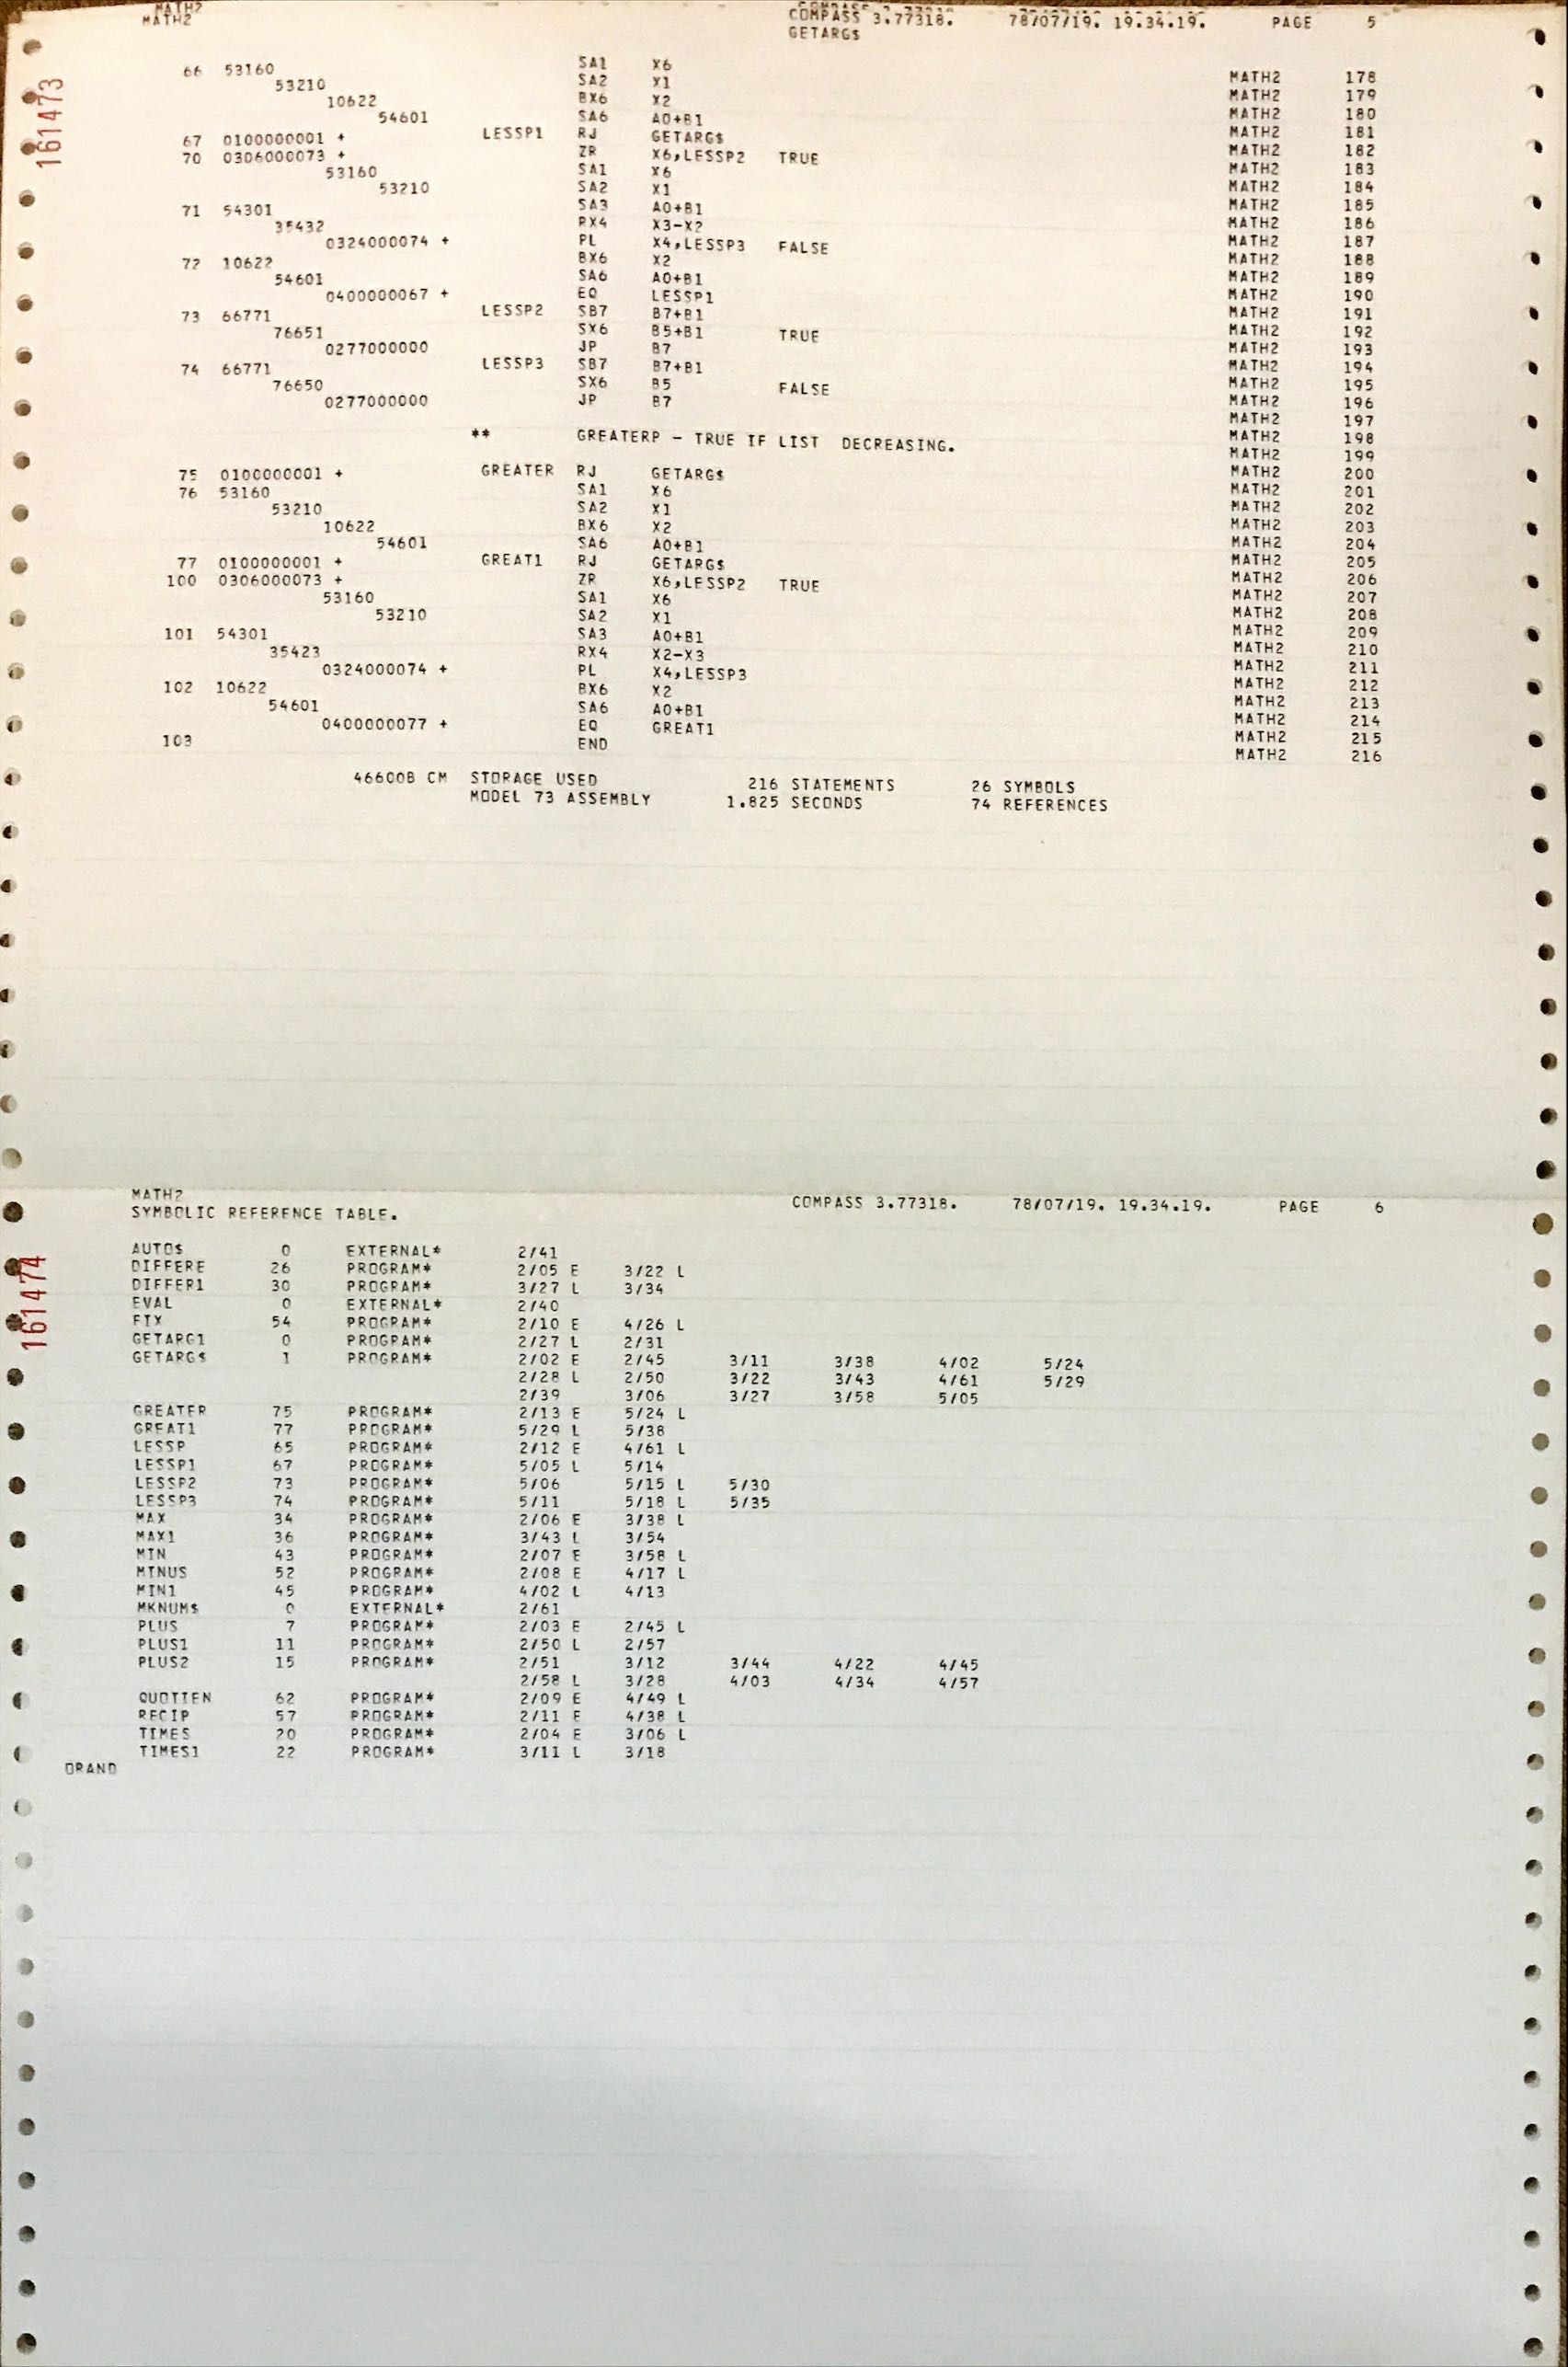 MATH2 COMPASS 3.77318. 78/07/19. 19.34.19. PAGE 5
GETARG$
161473
66 53160 SA1 X6 MATH2 178
53210 SA2 X1 MATH2 179
10622 BX6 X2 MATH2 180
54601 SA6 A0+B1 MATH2 181
67 0100000001 + LESSP1 RJ GETARG$ MATH2 182
70 0306000073 + ZR X6,LESSP2 TRUE MATH2 183
53160 SA1 X6 MATH2 184
53210 SA2 X1 MATH2 185
71 54301 SA3 A0+B1 MATH2 186
35432 RX4 X3-X2 MATH2 187
0324000074 + PL X4,LESSP3 FALSE MATH2 188
72 10622 BX6 X2 MATH2 189
54601 SA6 A0+B1 MATH2 190
0400000067 + EQ LESSP1 MATH2 191
73 66771 LESSP2 SB7 B7+B1 MATH2 192
76651 SX6 B5+B1 TRUE MATH2 193
0277000000 JP B7 MATH2 194
74 66771 LESSP3 SB7 B7+B1 MATH2 195
76650 SX6 B5 FALSE MATH2 196
0277000000 JP B7 MATH2 197
MATH2 198
** GREATERP - TRUE IF LIST DECREASING. MATH2 199
MATH2 200
75 0100000001 + GREATER RJ GETARG$ MATH2 201
76 53160 SA1 X6 MATH2 202
53210 SA2 X1 MATH2 203
10622 BX6 X2 MATH2 204
54601 SA6 A0+B1 MATH2 205
77 0100000001 + GREAT1 RJ GETARG$ MATH2 206
100 0306000073 + ZR X6,LESSP2 TRUE MATH2 207
53160 SA1 X6 MATH2 208
53210 SA2 X1 MATH2 209
101 54301 SA3 A0+B1 MATH2 210
35423 RX4 X2-X3 MATH2 211
0324000074 + PL X4,LESSP3 MATH2 212
102 10622 BX6 X2 MATH2 213
54601 SA6 A0+B1 MATH2 214
0400000077 + EQ GREAT1 MATH2 215
103 END MATH2 216
46600B CM STORAGE USED 216 STATEMENTS 26 SYMBOLS
MODEL 73 ASSEMBLY 1.825 SECONDS 74 REFERENCES
MATH2 COMPASS 3.77318. 78/07/19. 19.34.19. PAGE 6
SYMBOLIC REFERENCE TABLE.
161474
AUTO$ 0 EXTERNAL* 2/41
DIFFERE 26 PROGRAM* 2/05 E 3/22 L
DIFFER1 30 PROGRAM* 3/27 L 3/34
EVAL 0 EXTERNAL* 2/40
FIX 54 PROGRAM* 2/10 E 4/26 L
GETARG1 0 PROGRAM* 2/27 L 2/31
GETARG$ 1 PROGRAM* 2/02 E 2/45 3/11 3/38 4/02 5/24
2/28 L 2/50 3/22 3/43 4/61 5/29
2/39 3/06 3/27 3/58 5/05
GREATER 75 PROGRAM* 2/13 E 5/24 L
GREAT1 77 PROGRAM* 5/29 L 5/38
LESSP 65 PROGRAM* 2/12 E 4/61 L
LESSP1 67 PROGRAM* 5/05 L 5/14
LESSP2 73 PROGRAM* 5/06 5/15 L 5/30
LESSP3 74 PROGRAM* 5/11 5/18 L 5/35
MAX 34 PROGRAM* 2/06 E 3/38 L
MAX1 36 PROGRAM* 3/43 L 3/54
MIN 43 PROGRAM* 2/07 E 3/58 L
MINUS 52 PROGRAM* 2/08 E 4/17 L
MIN1 45 PROGRAM* 4/02 L 4/13
MKNUM$ 0 EXTERNAL* 2/61
PLUS 7 PROGRAM* 2/03 E 2/45 L
PLUS1 11 PROGRAM* 2/50 L 2/57
PLUS2 15 PROGRAM* 2/51 3/12 3/44 4/22 4/45
2/58 L 3/28 4/03 4/34 4/57
QUOTIEN 62 PROGRAM* 2/09 E 4/49 L
RECIP 57 PROGRAM* 2/11 E 4/38 L
TIMES 20 PROGRAM* 2/04 E 3/06 L
TIMES1 22 PROGRAM* 3/11 L 3/18
ORAND